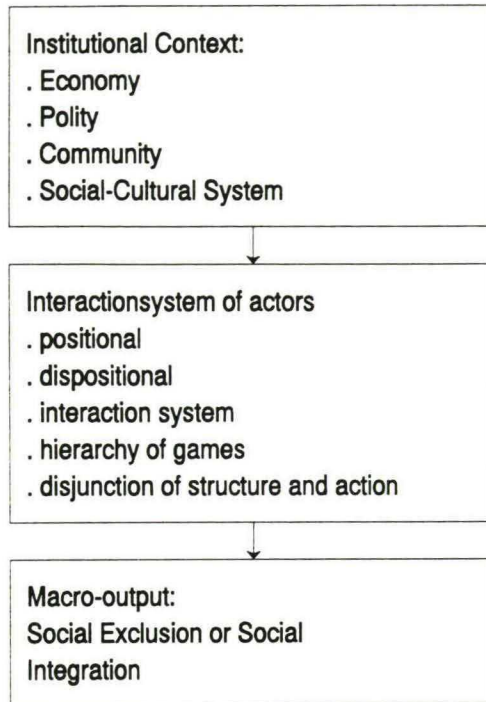 Institutional Context:
. Economy
. Polity
. Community
. Social-Cultural System
Interactionsystem of actors
. positional
. dispositional
. interaction system
. hierarchy of games
. disjunction of structure and action
Macro-output:
Social Exclusion or Social
Integration